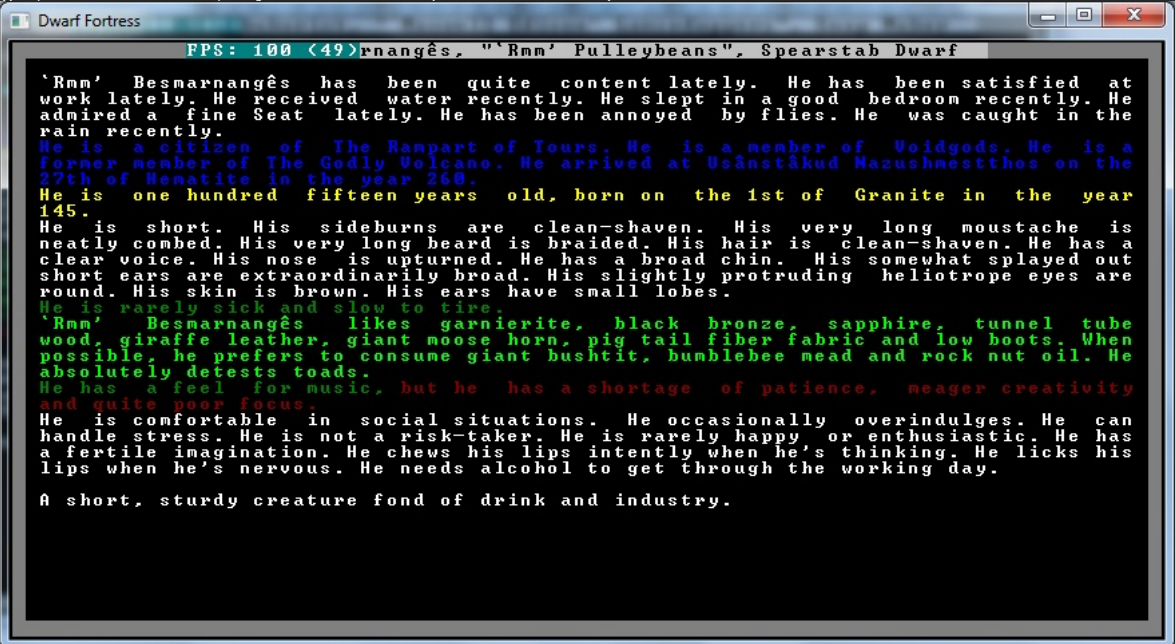 Dwarf Fortress
FPS: 100 (49)rnangês, "`Rmm' Pulleybeans", Spearstab Dwarf
`Rmm' Besmarnangês has been quite content lately. He has been satisfied at
work lately. He received water recently. He slept in a good bedroom recently. He
admired a fine Seat lately. He has been annoyed by flies. He was caught in the
rain recently.
He is a citizen of The Rampart of Tours. He is a member of Voidgods. He is a
former member of The Godly Volcano. He arrived at Usânstâkud Nazushmestthos on the
27th of Hematite in the year 260.
He is one hundred fifteen years old, born on the 1st of Granite in the year
145.
He is short. His sideburns are clean-shaven. His very long moustache is
neatly combed. His very long beard is braided. His hair is clean-shaven. He has a
clear voice. His nose is upturned. He has a broad chin. His somewhat splayed out
short ears are extraordinarily broad. His slightly protruding heliotrope eyes are
round. His skin is brown. His ears have small lobes.
He is rarely sick and slow to tire.
`Rmm' Besmarnangês likes garnierite, black bronze, sapphire, tunnel tube
wood, giraffe leather, giant moose horn, pig tail fiber fabric and low boots. When
possible, he prefers to consume giant bushtit, bumblebee mead and rock nut oil. He
absolutely detests toads.
He has a feel for music, but he has a shortage of patience, meager creativity
and quite poor focus.
He is comfortable in social situations. He occasionally overindulges. He can
handle stress. He is not a risk-taker. He is rarely happy or enthusiastic. He has
a fertile imagination. He chews his lips intently when he's thinking. He licks his
lips when he's nervous. He needs alcohol to get through the working day.
A short, sturdy creature fond of drink and industry.